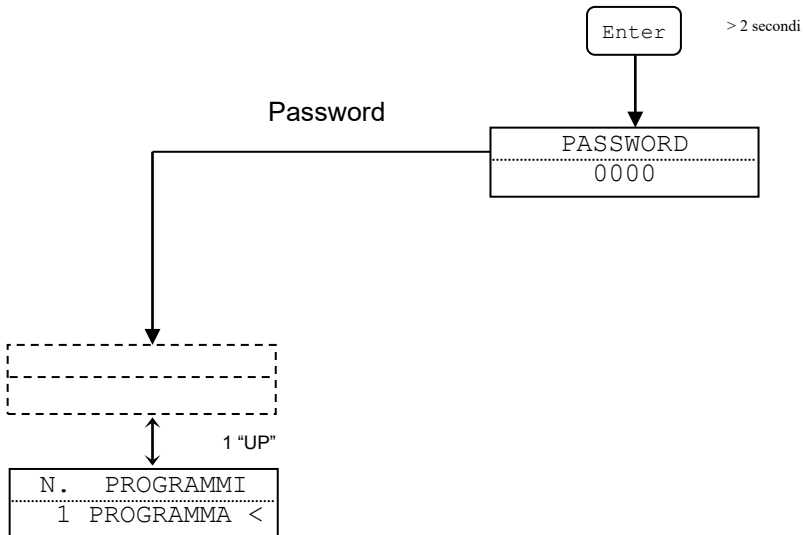 Enter
> 2 secondi
Password
PASSWORD
0000
1 “UP”
N. PROGRAMMI
1 PROGRAMMA <